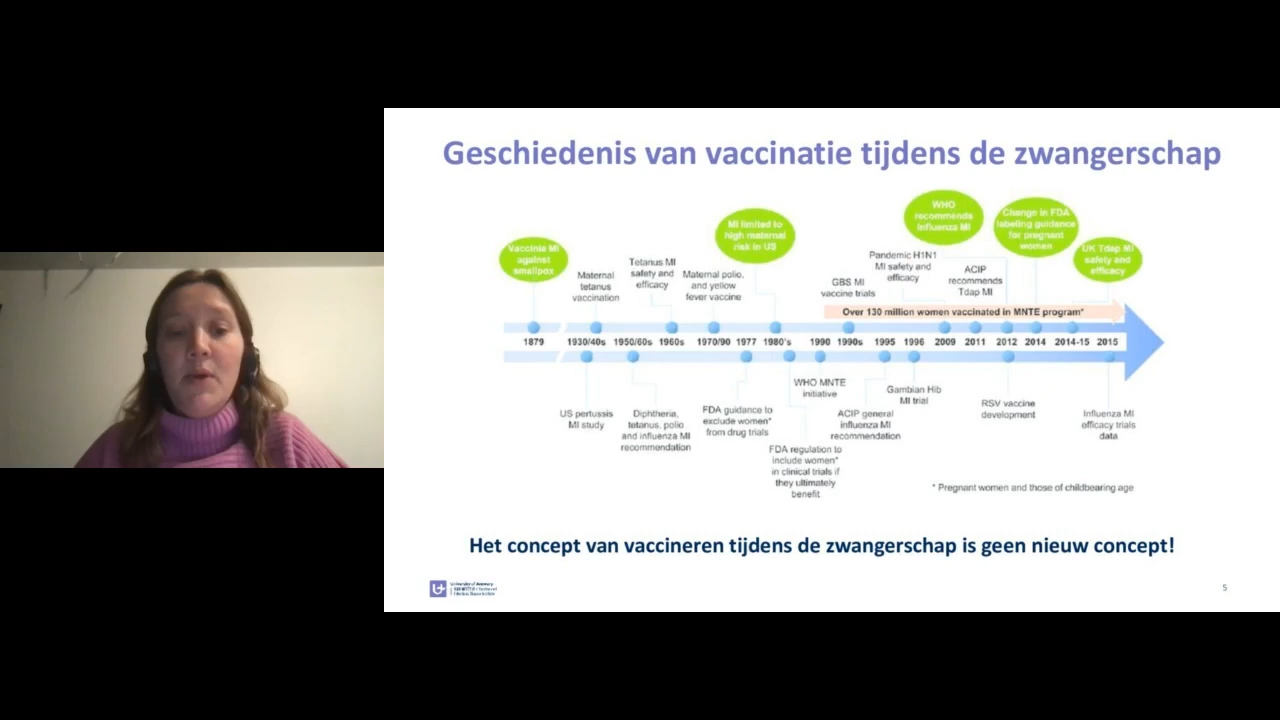 Geschiedenis van vaccinatie tijdens de zwangerschap
Vaccinia MI
against
smallpox
Maternal
tetanus
vaccination
Tetanus MI
safety and
efficacy
Maternal polio,
and yellow
fever vaccine
MI limited to
high maternal
risk in US
GBS MI
vaccine trials
Pandemic H1N1
MI safety and
efficacy
WHO
recommends
Influenza MI
ACIP
recommends
Tdap MI
Change in FDA
labeling guidance
for pregnant
women
UK Tdap MI
safety and
efficacy
Over 130 million women vaccinated in MNTE program*
1879 1930/40s 1950/60s 1960s 1970/90 1977 1980's 1990 1990s 1995 1996 2009 2011 2012 2014 2014-15 2015
US pertussis
MI study
Diphtheria,
tetanus, polio
and influenza MI
recommendation
FDA guidance to
exclude women*
from drug trials
FDA regulation to
include women*
in clinical trials if
they ultimately
benefit
WHO MNTE
initiative
ACIP general
influenza MI
recommendation
Gambian Hib
MI trial
RSV vaccine
development
Influenza MI
efficacy trials
data
* Pregnant women and those of childbearing age
Het concept van vaccineren tijdens de zwangerschap is geen nieuw concept!
University of Antwerp
5